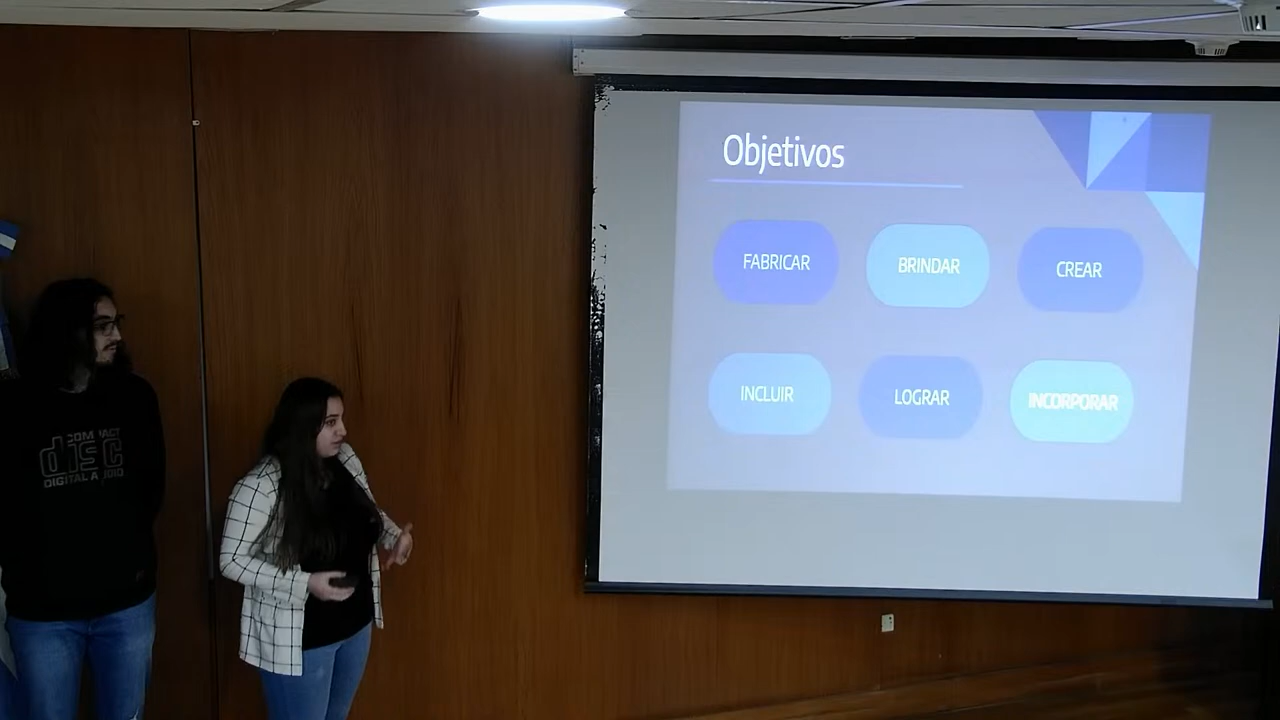 Objetivos
FABRICAR
BRINDAR
CREAR
INCLUIR
LOGRAR
INCORPORAR
COMPACT
disc
DIGITAL AUDIO